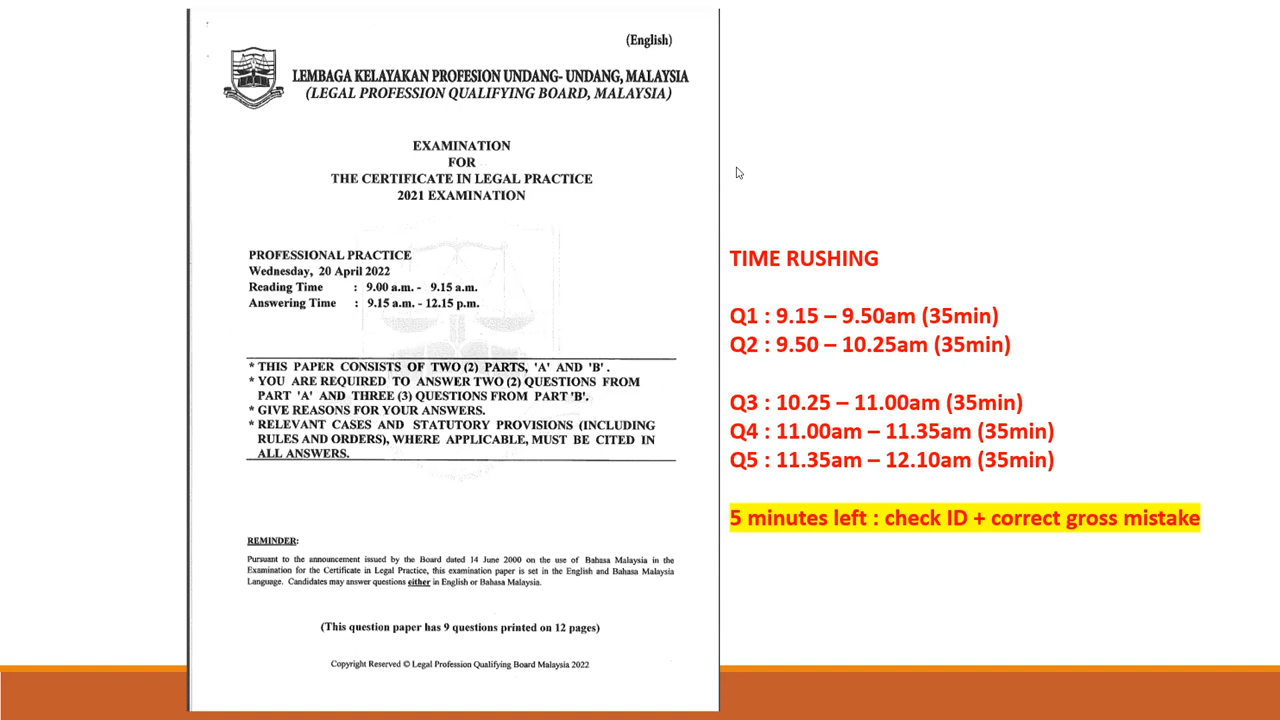 (English)
LEMBAGA KELAYAKAN PROFESION UNDANG- UNDANG, MALAYSIA
(LEGAL PROFESSION QUALIFYING BOARD, MALAYSIA)
EXAMINATION
FOR
THE CERTIFICATE IN LEGAL PRACTICE
2021 EXAMINATION
PROFESSIONAL PRACTICE
Wednesday, 20 April 2022
Reading Time : 9.00 a.m. - 9.15 a.m.
Answering Time : 9.15 a.m. - 12.15 p.m.
* THIS PAPER CONSISTS OF TWO (2) PARTS, 'A' AND 'B'.
* YOU ARE REQUIRED TO ANSWER TWO (2) QUESTIONS FROM
PART 'A' AND THREE (3) QUESTIONS FROM PART 'B'.
* GIVE REASONS FOR YOUR ANSWERS.
* RELEVANT CASES AND STATUTORY PROVISIONS (INCLUDING
RULES AND ORDERS), WHERE APPLICABLE, MUST BE CITED IN
ALL ANSWERS.
REMINDER:
Pursuant to the announcement issued by the Board dated 14 June 2000 on the use of Bahasa Malaysia in the
Examination for the Certificate in Legal Practice, this examination paper is set in the English and Bahasa Malaysia
Language. Candidates may answer questions either in English or Bahasa Malaysia.
(This question paper has 9 questions printed on 12 pages)
Copyright Reserved © Legal Profession Qualifying Board Malaysia 2022
TIME RUSHING
Q1 : 9.15 – 9.50am (35min)
Q2 : 9.50 – 10.25am (35min)
Q3 : 10.25 – 11.00am (35min)
Q4 : 11.00am – 11.35am (35min)
Q5 : 11.35am – 12.10am (35min)
5 minutes left : check ID + correct gross mistake